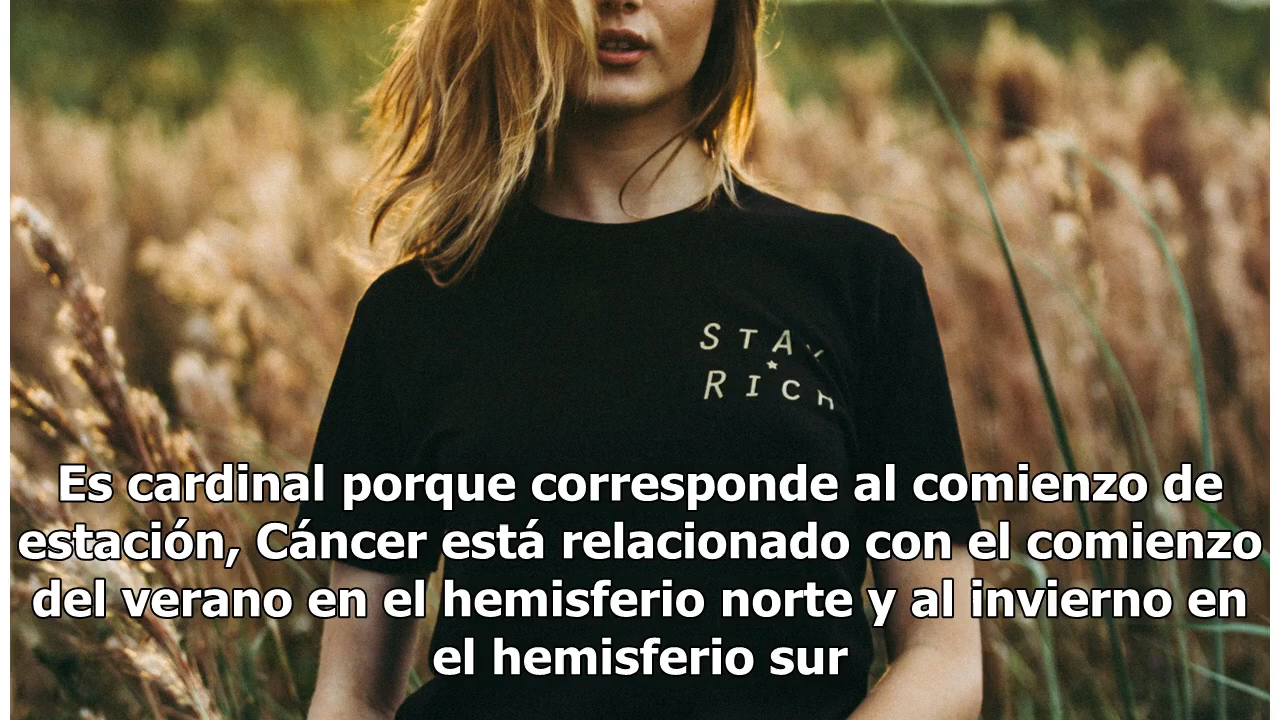 STAY
RICH
Es cardinal porque corresponde al comienzo de
estación, Cáncer está relacionado con el comienzo
del verano en el hemisferio norte y al invierno en
el hemisferio sur